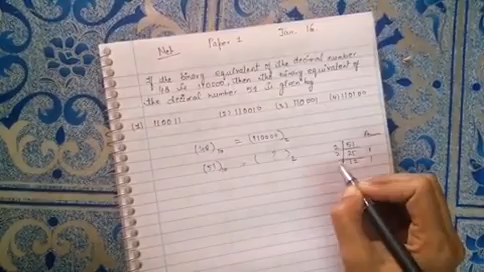 Net Paper 1 Jan 16
If the binary equivalent of the decimal number
48 is 110000, then the binary equivalent of
the decimal number 51 is given by
(1) 110011 (2) 110010 (3) 110001 (4) 110100
(48)10 = (110000)2
(51)10 = ( ? )2
2 51
2 25 1
12 1